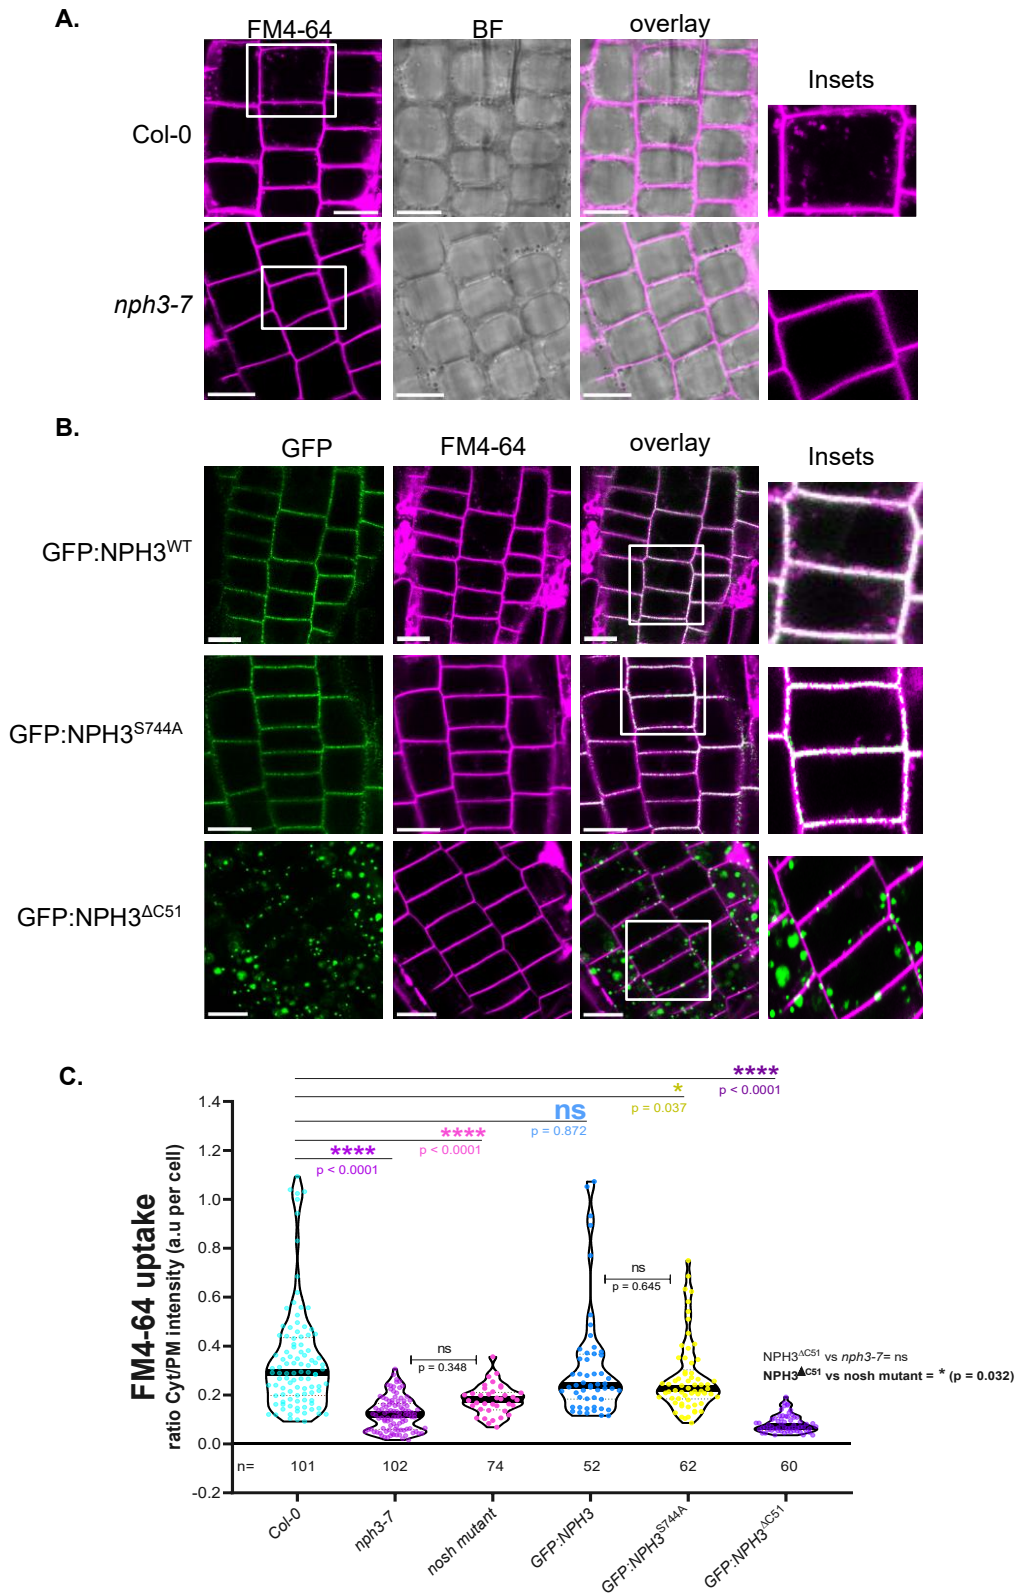 A.
FM4-64 BF overlay
Insets
Col-0
nph3-7
B.
GFP FM4-64 overlay Insets
GFP:NPH3^WT
GFP:NPH3^S744A
GFP:NPH3^ΔC51
C.
****
p < 0.0001
*
p = 0.037
ns
p = 0.872
****
p < 0.0001
****
p < 0.0001
FM4-64 uptake
ratio Cyt/PM intensity (a.u per cell)
1.4
1.2
1.0
0.8
0.6
0.4
0.2
0.0
-0.2
ns
p = 0.645
ns
p = 0.348
NPH3^ΔC51 vs nph3-7= ns
NPH3^▲C51 vs nosh mutant = * (p = 0.032)
n= 101 102 74 52 62 60
Col-0
nph3-7
nosh mutant
GFP:NPH3
GFP:NPH3^S744A
GFP:NPH3^ΔC51